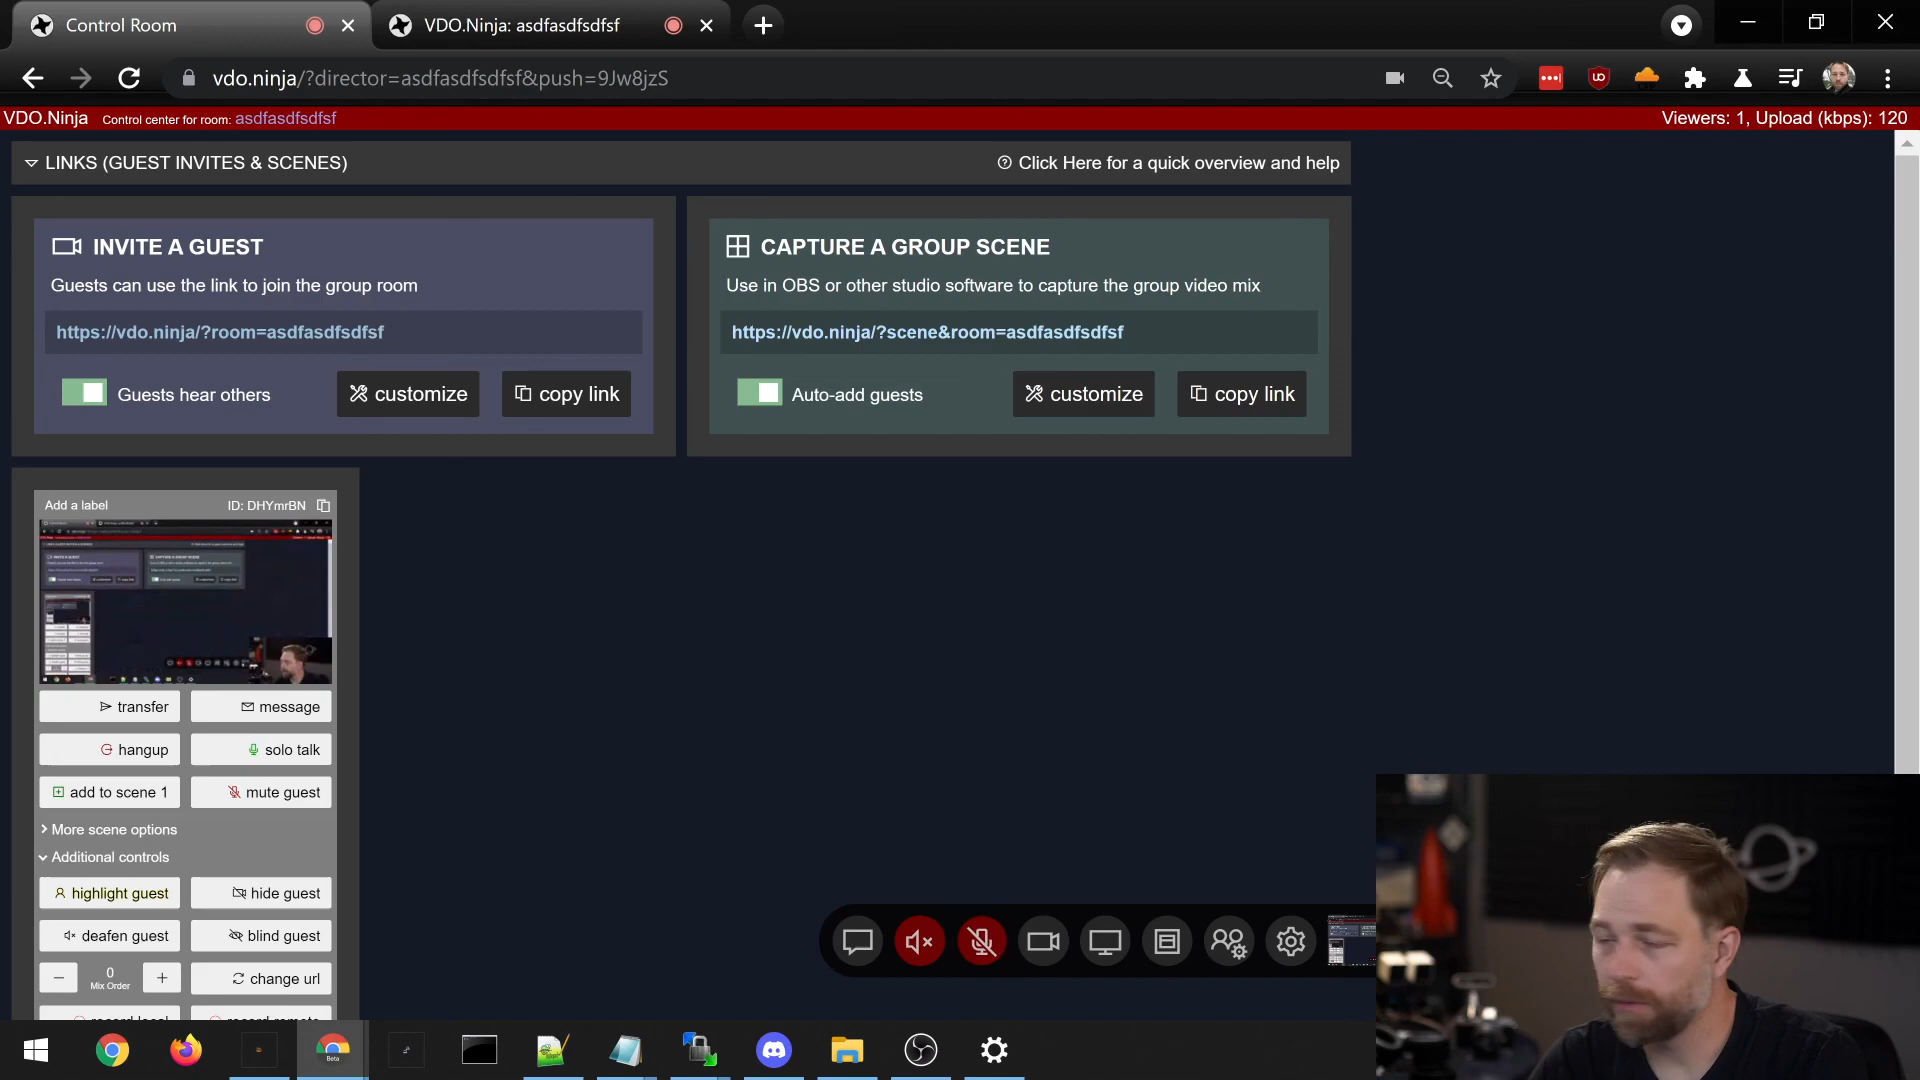 Control Room
VDO.Ninja: asdfasdfsdfsf
vdo.ninja/?director=asdfasdfsdfsf&push=9Jw8jzS
VDO.Ninja Control center for room: asdfasdfsdfsf
Viewers: 1, Upload (kbps): 120
LINKS (GUEST INVITES & SCENES)
Click Here for a quick overview and help
INVITE A GUEST
Guests can use the link to join the group room
https://vdo.ninja/?room=asdfasdfsdfsf
Guests hear others
customize
copy link
CAPTURE A GROUP SCENE
Use in OBS or other studio software to capture the group video mix
https://vdo.ninja/?scene&room=asdfasdfsdfsf
Auto-add guests
customize
copy link
Add a label
ID: DHYmrBN
transfer
message
hangup
solo talk
add to scene 1
mute guest
More scene options
Additional controls
highlight guest
hide guest
deafen guest
blind guest
0
Mix Order
change url
record local
record remote
Beta